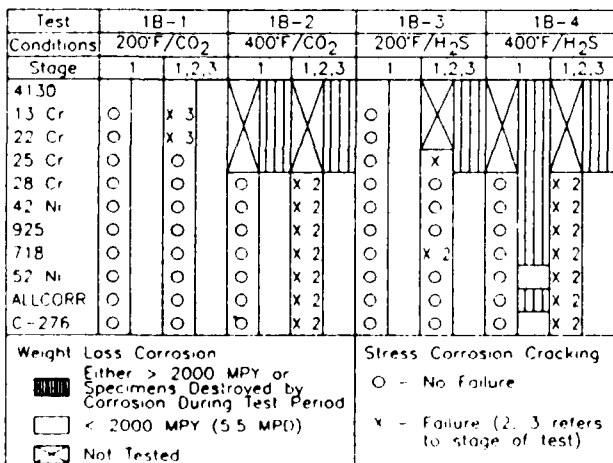 Test 1B-1 1B-2 1B-3 1B-4
Conditions 200°F/CO2 400°F/CO2 200°F/H2S 400°F/H2S
Stage 1 1,2,3 1 1,2,3 1 1,2,3 1 1,2,3
4130
13 Cr O X 3 O
22 Cr O X 3 O
25 Cr O O O X
28 Cr O O O X 2 O O O X 2
42 Ni O O O X 2 O O O X 2
925 O O O X 2 O O O X 2
718 O O O X 2 O X 2 O X 2
52 Ni O O O X 2 O O O X 2
ALLCORR O O O X 2 O O O X 2
C-276 O O O X 2 O O O X 2
Weight Loss Corrosion
Either > 2000 MPY or
Specimens Destroyed by
Corrosion During Test Period
< 2000 MPY (5.5 MPD)
Not Tested
Stress Corrosion Cracking
O - No Failure
X - Failure (2, 3 refers
to stage of test)